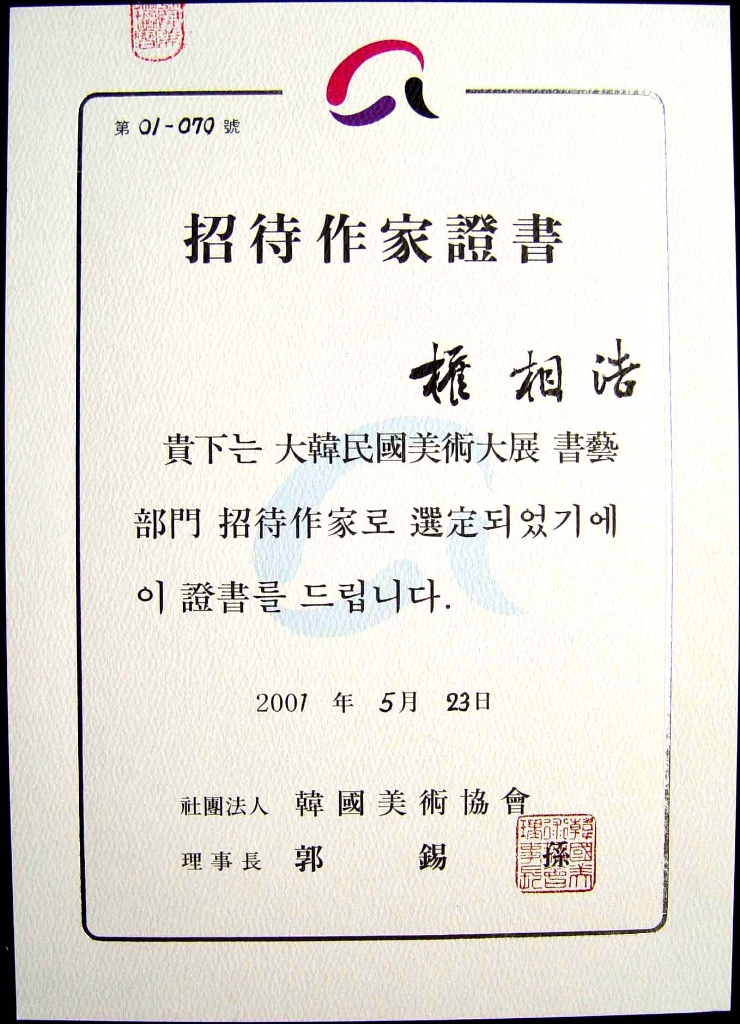 第 01-070 號
招待作家證書
權 相 浩
貴下는 大韓民國美術大展 書藝
部門 招待作家로 選定되었기에
이 證書를 드립니다.
2001 年 5月 23日
社團法人 韓國美術協會
理事長 郭 錫 孫